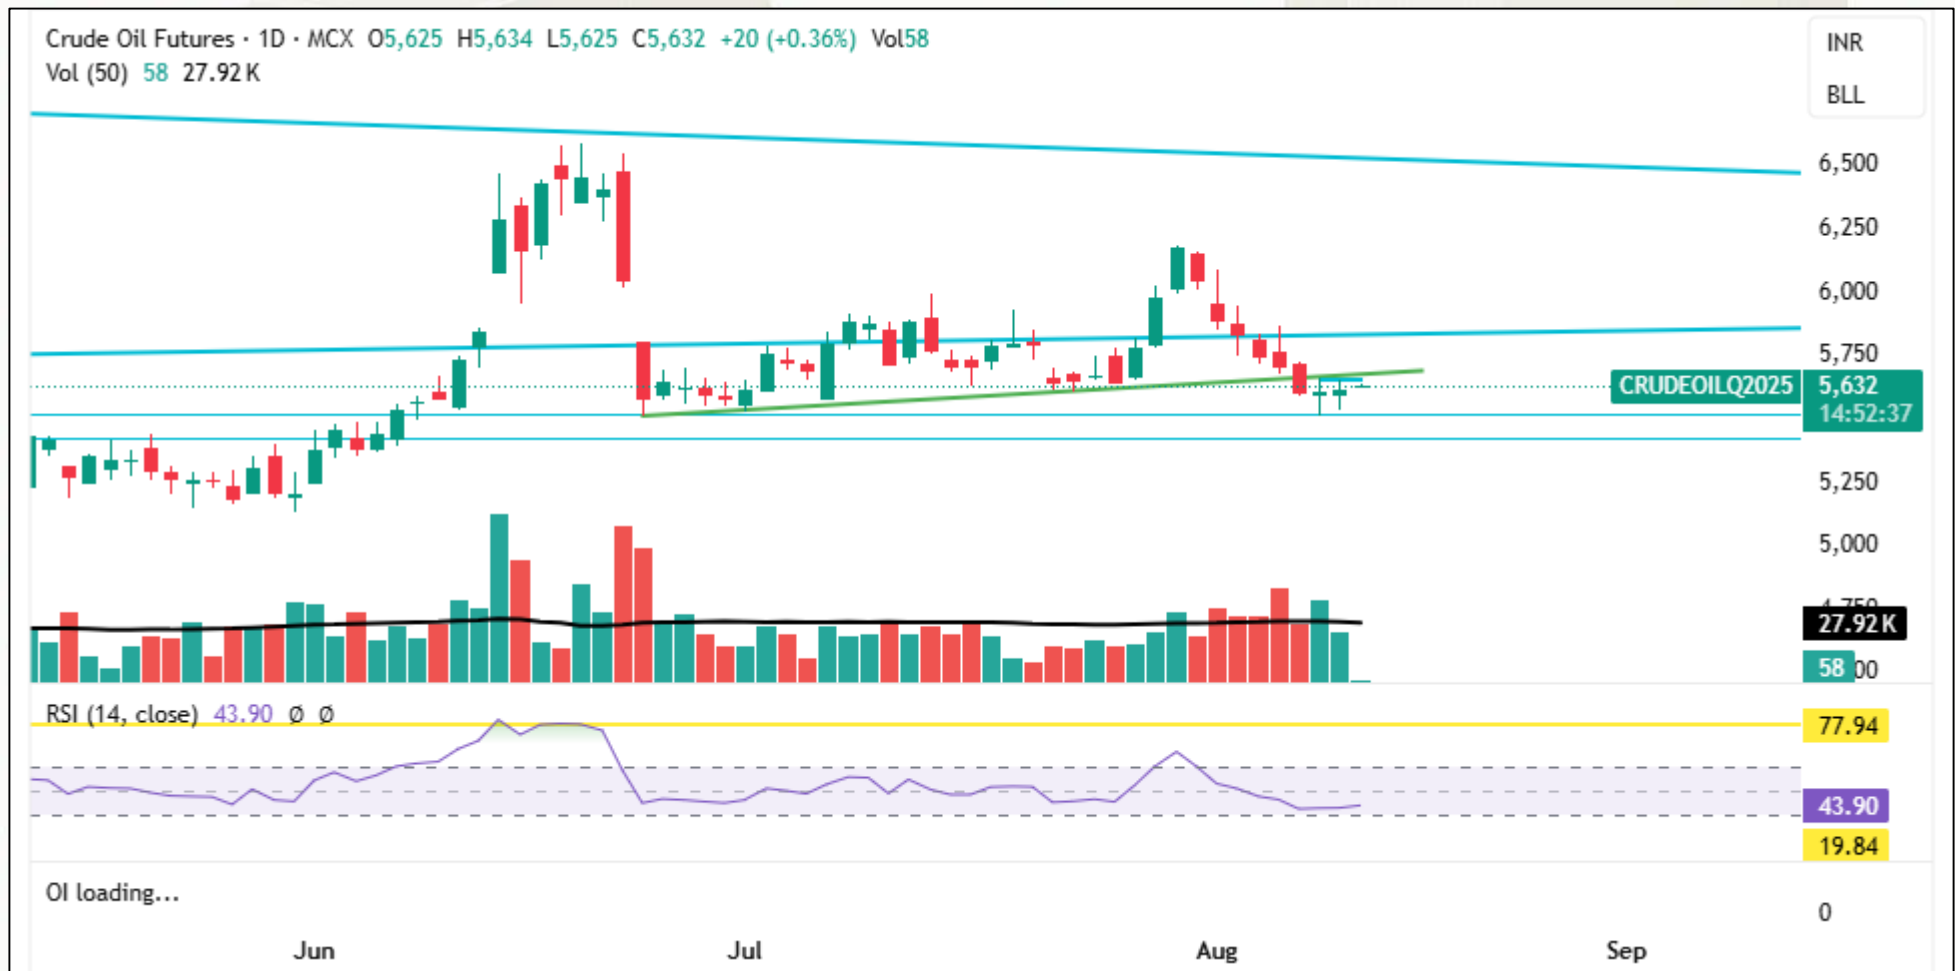 Crude Oil Futures · 1D · MCX O5,625 H5,634 L5,625 C5,632 +20 (+0.36%) Vol58
Vol (50) 58 27.92 K
INR
BLL
6,500
6,250
6,000
5,750
CRUDEOILQ2025 5,632
14:52:37
5,250
5,000
27.92 K
58
RSI (14, close) 43.90 Ø Ø
77.94
43.90
19.84
OI loading...
0
Jun Jul Aug Sep